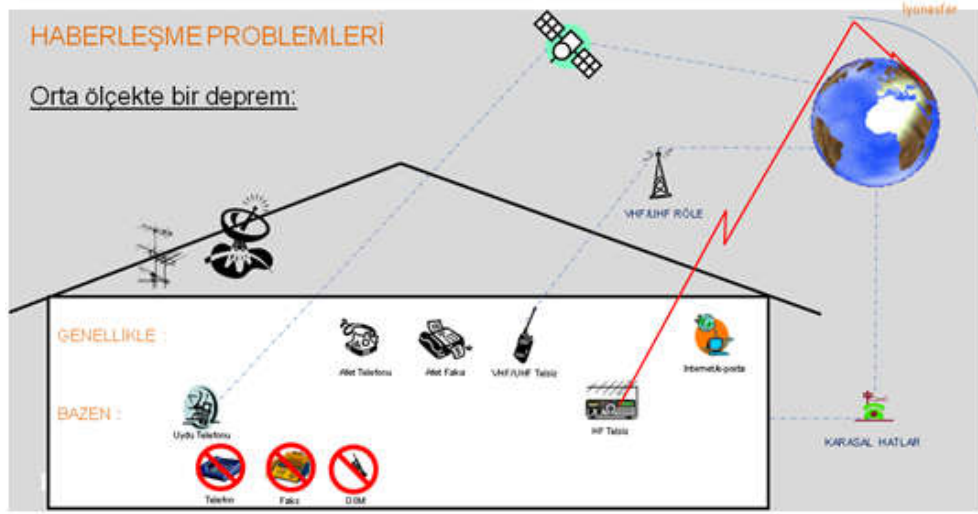 İyonosfer
HABERLEŞME PROBLEMLERİ
Orta ölçekte bir deprem:
VHF/UHF RÖLE
GENELLİKLE :
Afet Telefonu
Afet Faksı
VHF/UHF Telsiz
Internet/e-posta
BAZEN :
Uydu Telefonu
HF Telsiz
KARASAL HATLAR
Telefon
Faks
GSM